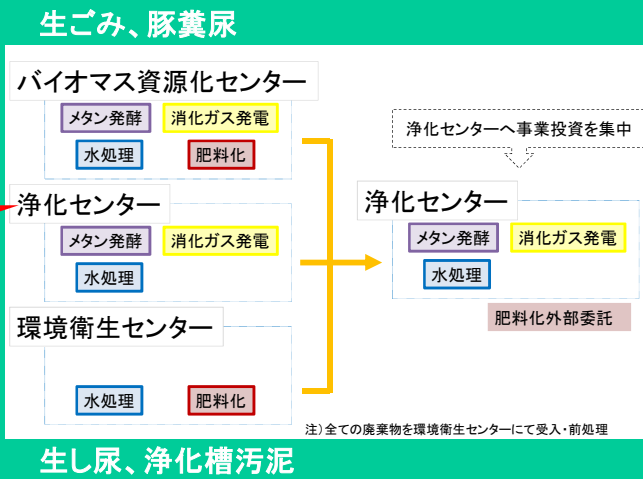 生ごみ、豚糞尿
バイオマス資源化センター
メタン発酵
消化ガス発電
水処理
肥料化
浄化センター
メタン発酵
消化ガス発電
水処理
環境衛生センター
水処理
肥料化
浄化センターへ事業投資を集中
浄化センター
メタン発酵
消化ガス発電
水処理
肥料化外部委託
注)全ての廃棄物を環境衛生センターにて受入・前処理
生し尿、浄化槽汚泥